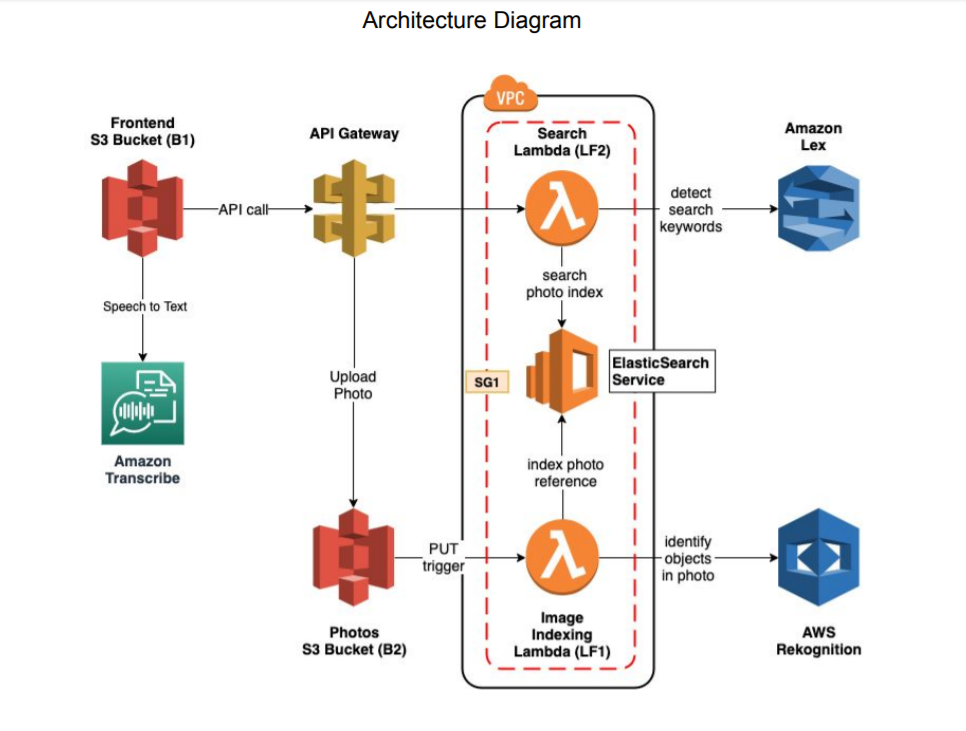 Architecture Diagram
VPC
Frontend
S3 Bucket (B1)
API Gateway
Search
Lambda (LF2)
Amazon
Lex
API call
detect
search
keywords
Speech to Text
search
photo index
Upload
Photo
SG1
ElasticSearch
Service
Amazon
Transcribe
index photo
reference
PUT
trigger
identify
objects
in photo
Photos
S3 Bucket (B2)
Image
Indexing
Lambda (LF1)
AWS
Rekognition